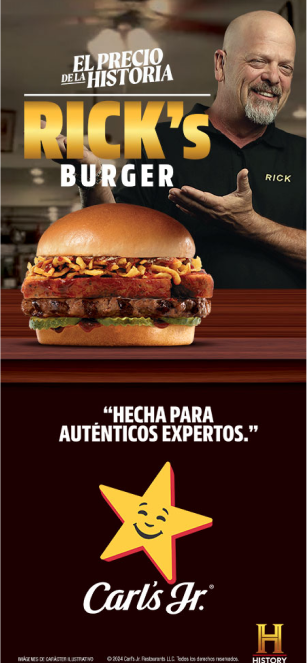 EL PRECIO
DE LA HISTORIA
RICK'S
BURGER
RICK
"HECHA PARA
AUTÉNTICOS EXPERTOS."
Carl's Jr.®
IMÁGENES DE CARÁCTER ILUSTRATIVO
© 2024 Carl's Jr. Restaurants LLC. Todos los derechos reservados.
H
HISTORY